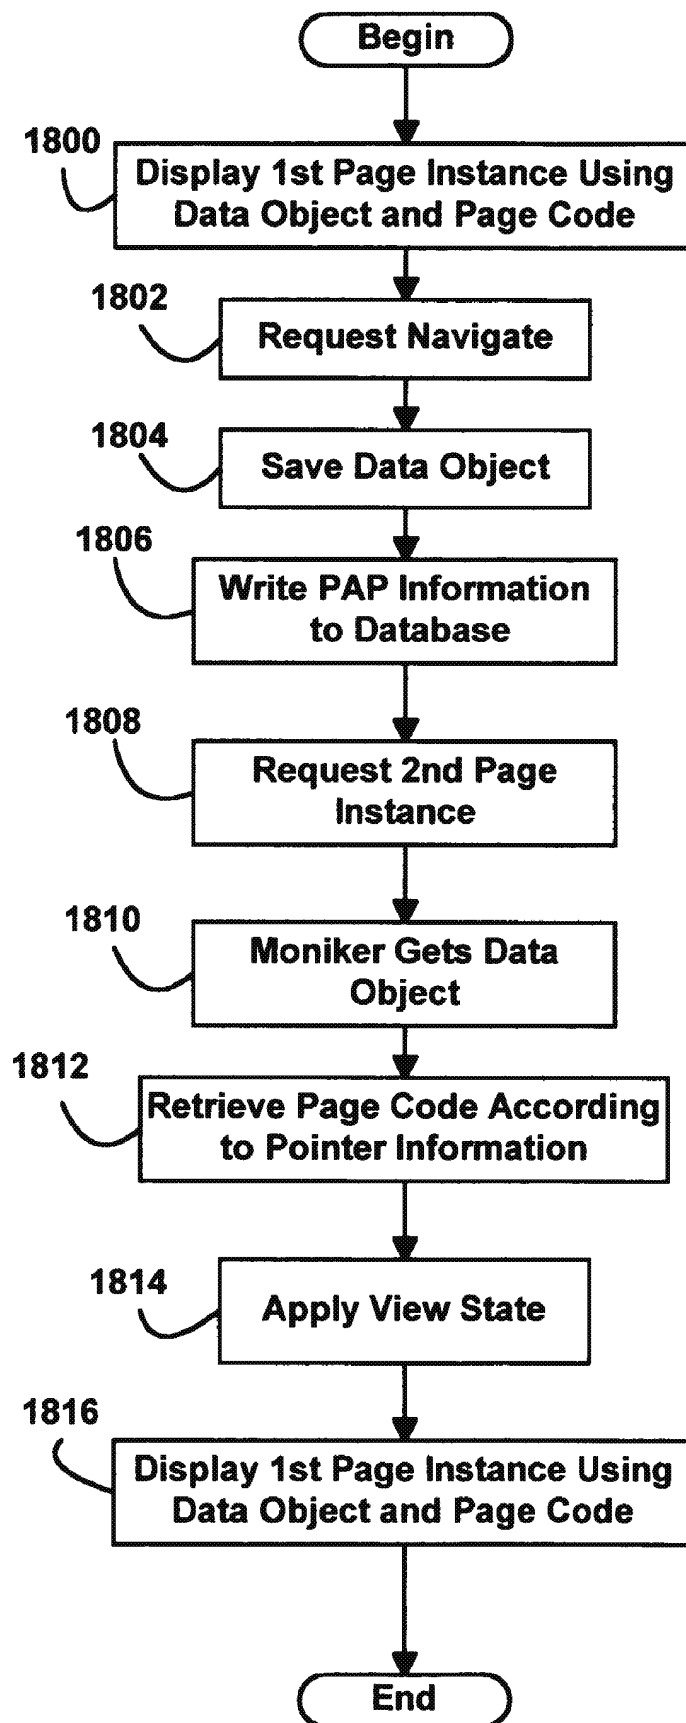 Begin
1800
Display 1st Page Instance Using
Data Object and Page Code
1802
Request Navigate
1804
Save Data Object
1806
Write PAP Information
to Database
1808
Request 2nd Page
Instance
1810
Moniker Gets Data
Object
1812
Retrieve Page Code According
to Pointer Information
1814
Apply View State
1816
Display 1st Page Instance Using
Data Object and Page Code
End